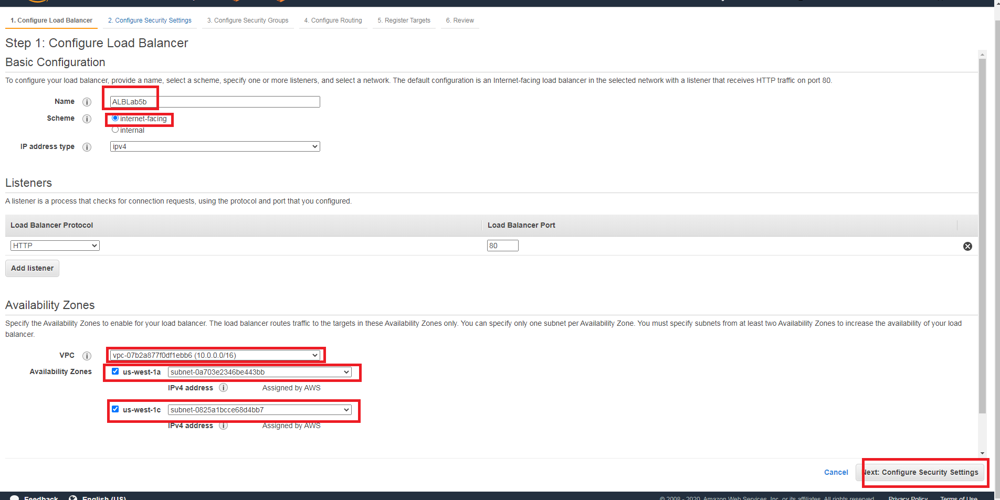 1. Configure Load Balancer 2. Configure Security Settings 3. Configure Security Groups 4. Configure Routing 5. Register Targets 6. Review
Step 1: Configure Load Balancer
Basic Configuration
To configure your load balancer, provide a name, select a scheme, specify one or more listeners, and select a network. The default configuration is an Internet-facing load balancer in the selected network with a listener that receives HTTP traffic on port 80.
Name ALBLab5b
Scheme internet-facing
internal
IP address type ipv4
Listeners
A listener is a process that checks for connection requests, using the protocol and port that you configured.
Load Balancer Protocol Load Balancer Port
HTTP 80
Add listener
Availability Zones
Specify the Availability Zones to enable for your load balancer. The load balancer routes traffic to the targets in these Availability Zones only. You can specify only one subnet per Availability Zone. You must specify subnets from at least two Availability Zones to increase the availability of your load
balancer.
VPC vpc-07b2a877f0df1ebb6 (10.0.0.0/16)
Availability Zones us-west-1a subnet-0a703e2346be443bb
IPv4 address Assigned by AWS
us-west-1c subnet-0825a1bcce68d4bb7
IPv4 address Assigned by AWS
Cancel Next: Configure Security Settings
Feedback English (US) © 2008 - 2020, Amazon Web Services, Inc. or its affiliates. All rights reserved. Privacy Policy Terms of Use